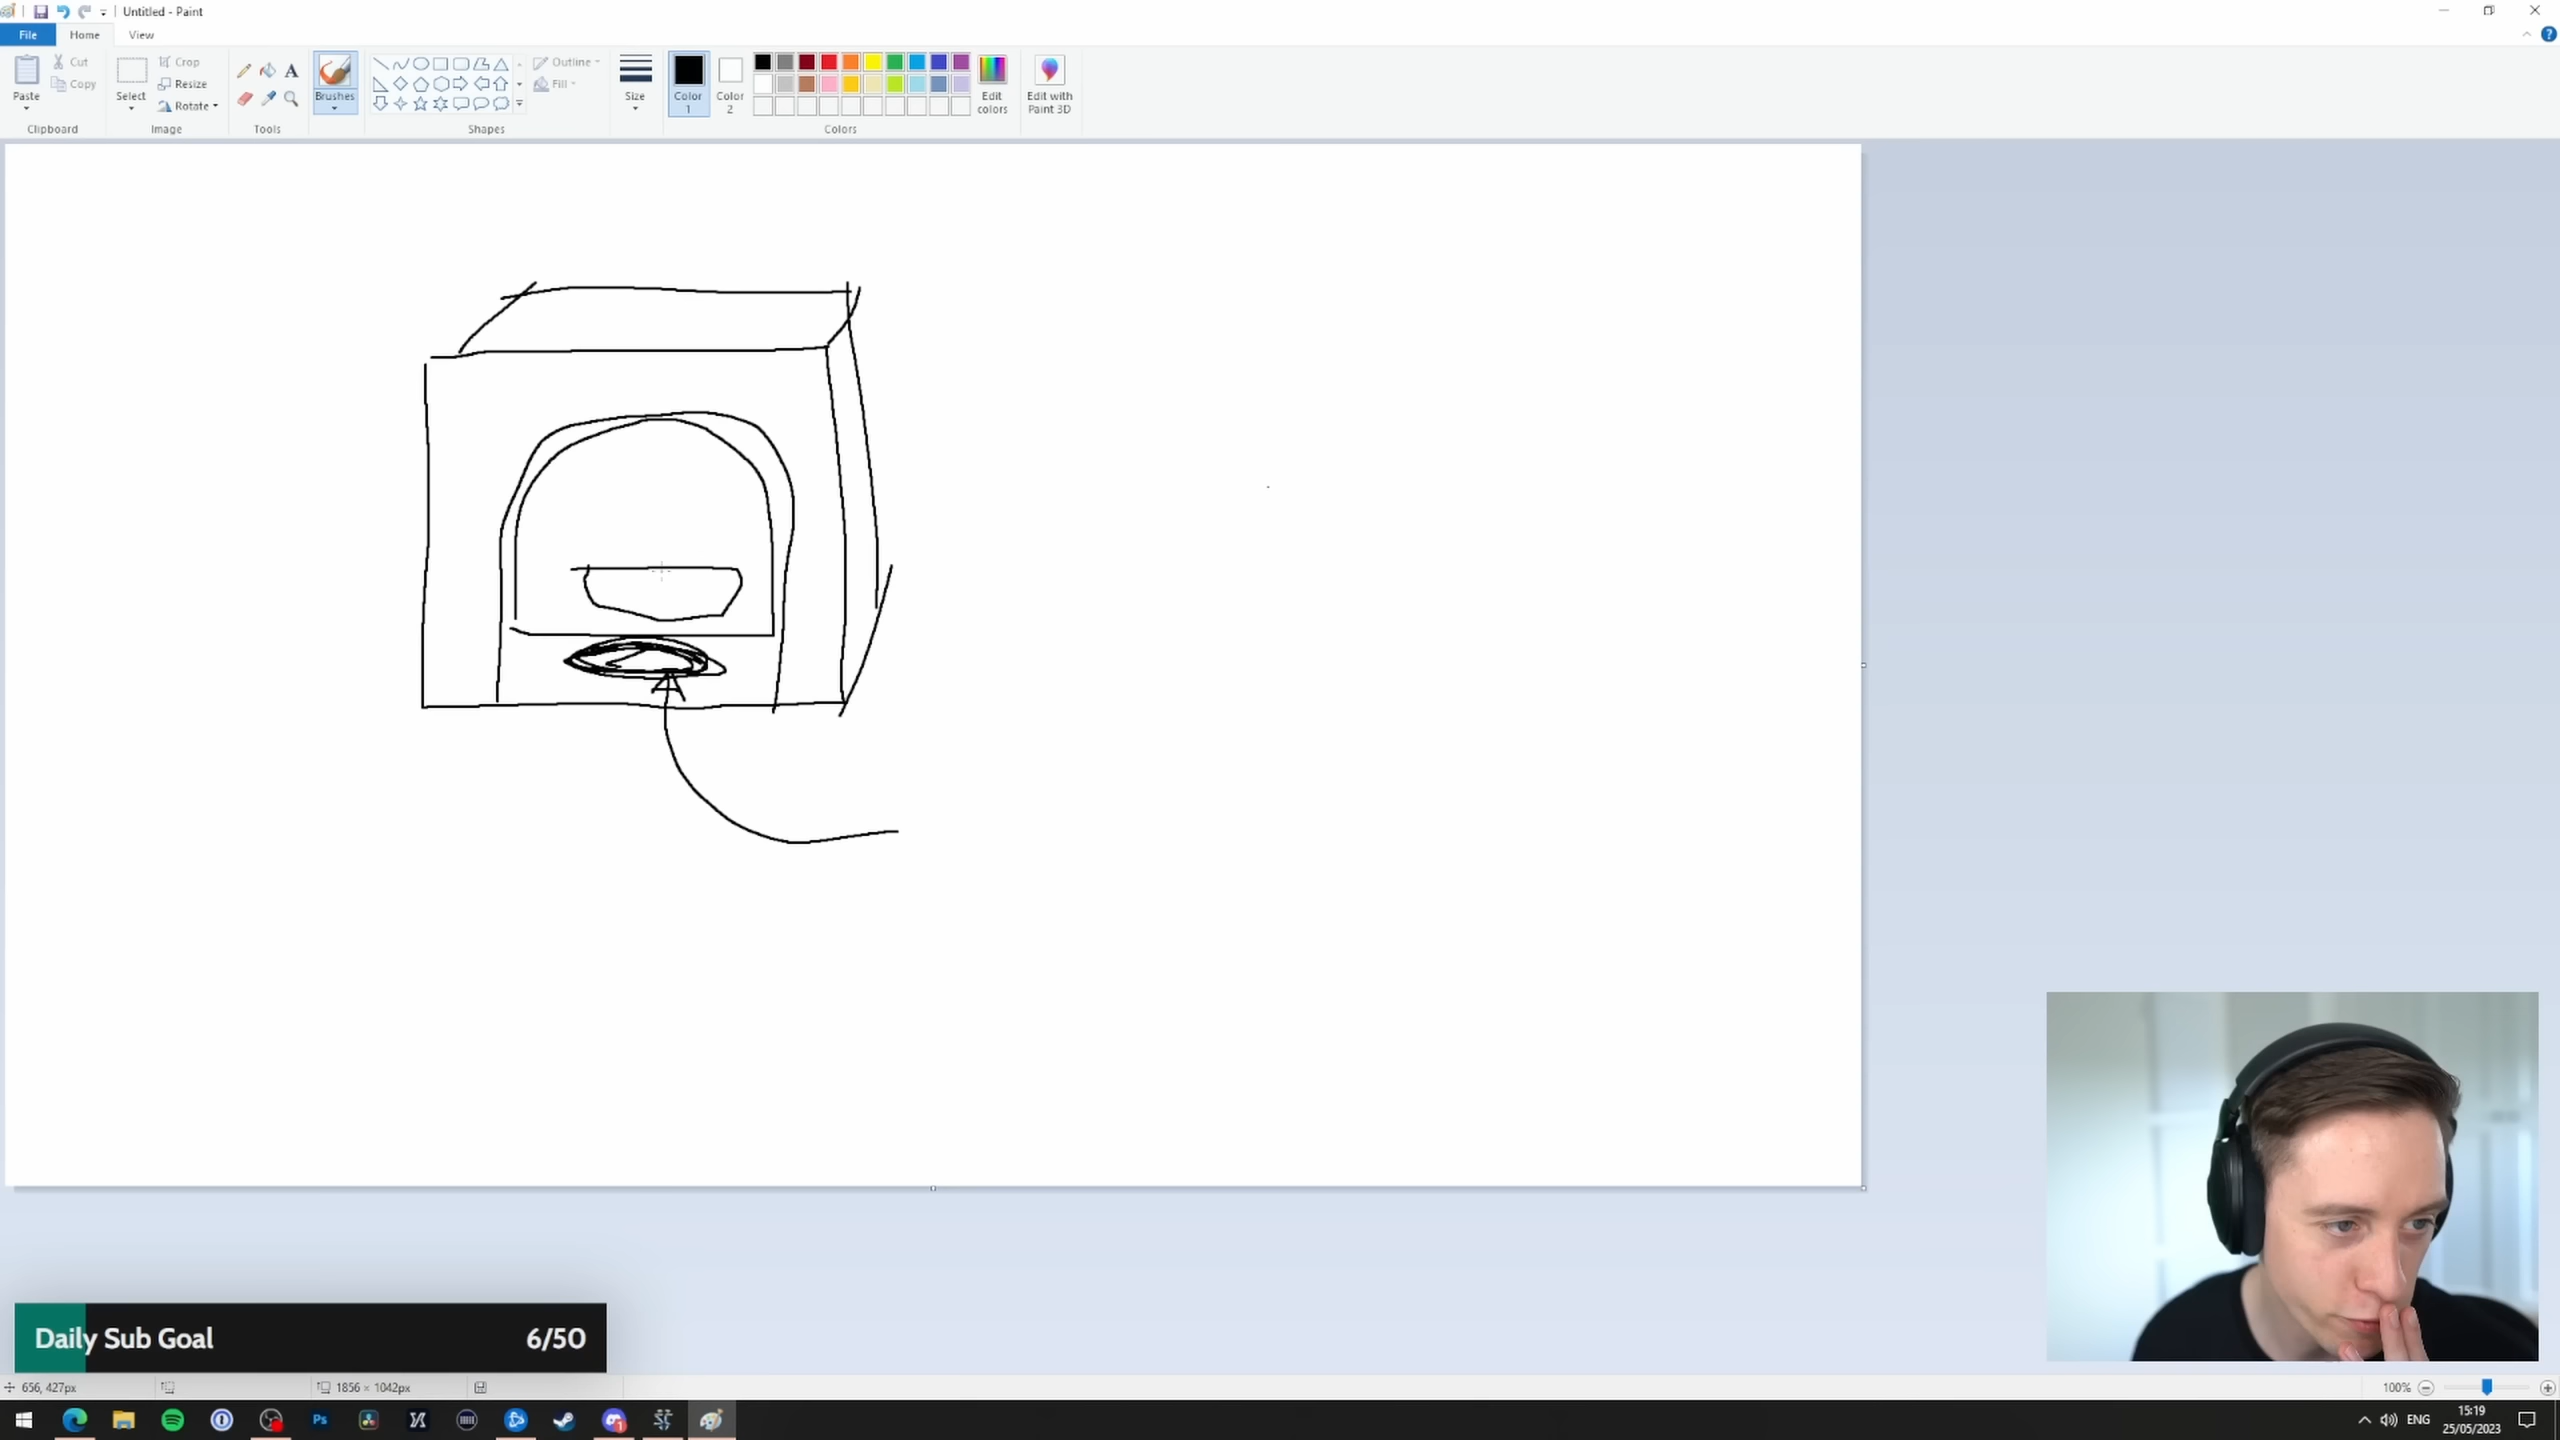 Untitled - Paint
File Home View
Paste
Cut
Copy
Clipboard
Select
Crop
Resize
Rotate
Image
A
Tools
Brushes
Outline
Fill
Shapes
Size
Color
1
Color
2
Edit
colors
Colors
Edit with
Paint 3D
Daily Sub Goal 6/50
656, 427px
1856 × 1042px
100%
Ps
1
ENG
15:19
25/05/2023